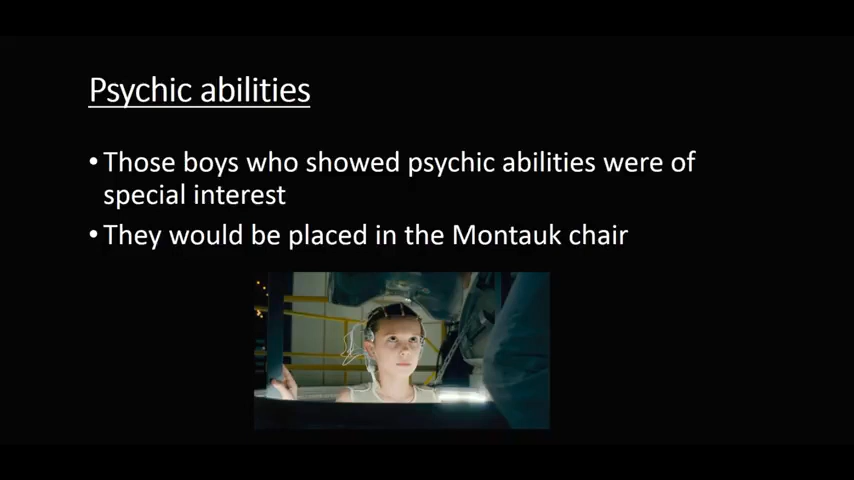 Psychic abilities
• Those boys who showed psychic abilities were of
special interest
• They would be placed in the Montauk chair